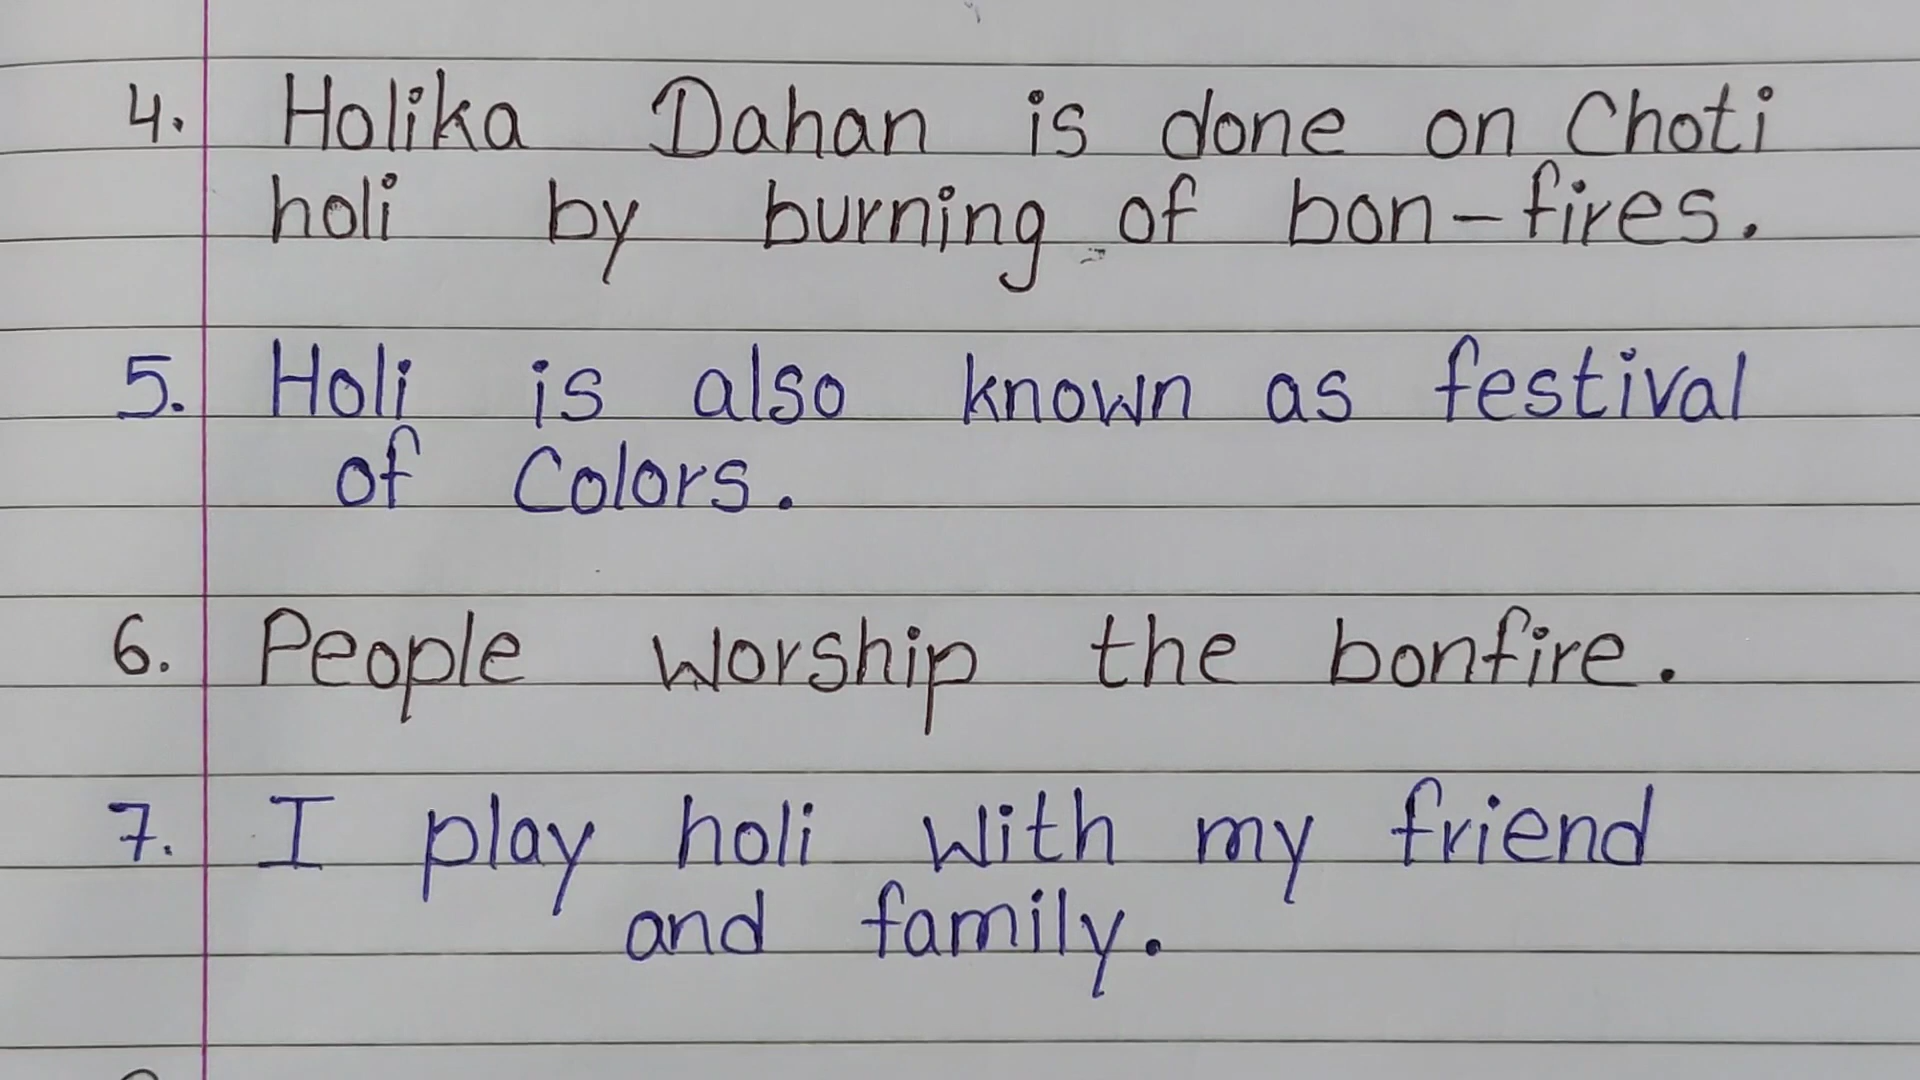 4. Holika Dahan is done on Choti
holi by burning of bon-fires.
5. Holi is also known as festival
of Colors.
6. People worship the bonfire.
7. I play holi with my friend
and family.